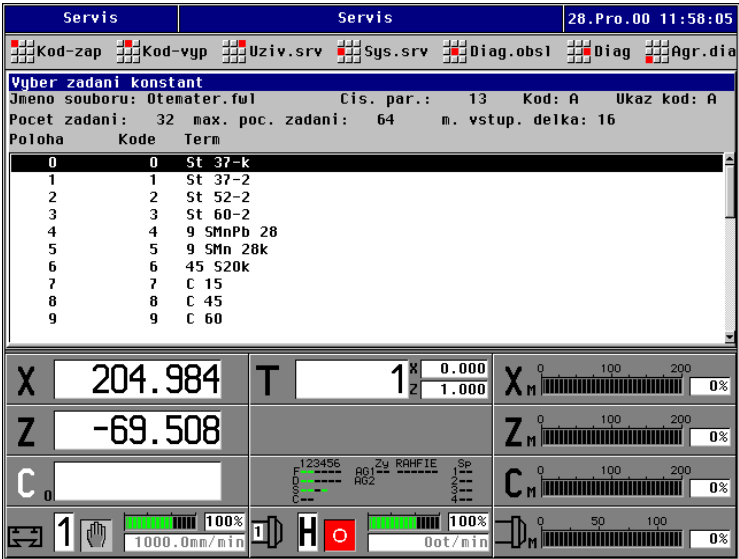 Servis Servis 28.Pro.00 11:58:05
Kod-zap Kod-vyp Uziv.srv Sys.srv Diag.obsl Diag Agr.dia
Vyber zadani konstant
Jmeno souboru: Otemater.fwl Cis. par.: 13 Kod: A Ukaz kod: A
Pocet zadani: 32 max. poc. zadani: 64 m. vstup. delka: 16
Poloha Kode Term
0 0 St 37-k
1 1 St 37-2
2 2 St 52-2
3 3 St 60-2
4 4 9 SMnPb 28
5 5 9 SMn 28k
6 6 45 S20k
7 7 C 15
8 8 C 45
9 9 C 60
X 204.984 T 1 X 0.000 Z 1.000 X M 0 100 200 0%
Z -69.508 Z M 0 100 200 0%
C 0 123456 Zy RAHFIE Sp C M 0 100 200 0%
F AG1-- ------ 1--
D AG2 2--
S 3--
C-- 4--
1 100% 1000.0mm/min 1 H 100% 0ot/min M 0 50 100 0%